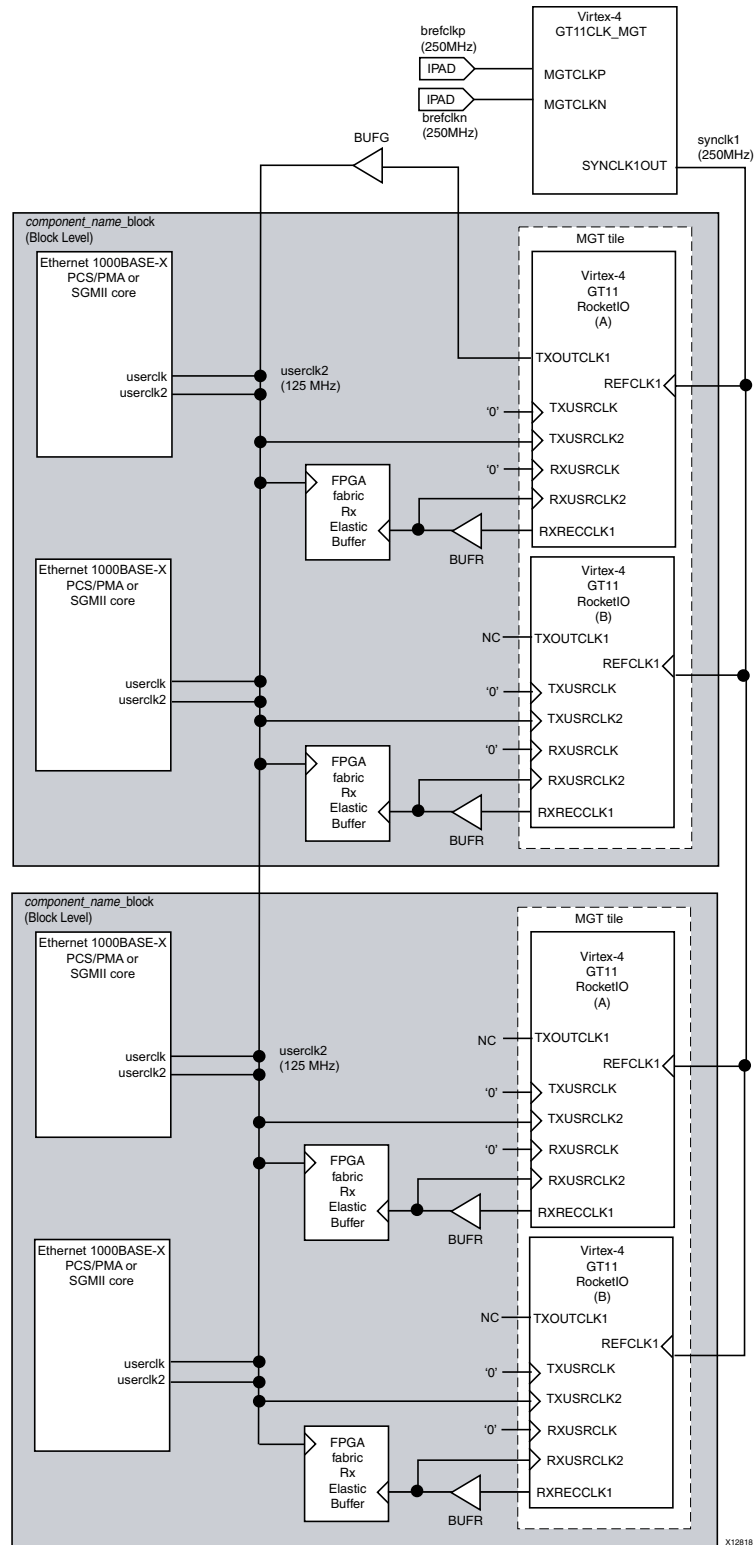 Virtex-4
GT11CLK_MGT
brefclkp
(250MHz)
IPAD
MGTCLKP
IPAD
MGTCLKN
brefclkn
(250MHz)
BUFG
synclk1
(250MHz)
SYNCLK1OUT
component_name_block
(Block Level)
MGT tile
Ethernet 1000BASE-X
PCS/PMA or
SGMII core
userclk
userclk2
userclk2
(125 MHz)
Virtex-4
GT11
RocketIO
(A)
TXOUTCLK1
REFCLK1
'0'
TXUSRCLK
TXUSRCLK2
'0'
RXUSRCLK
RXUSRCLK2
RXRECCLK1
FPGA
fabric
Rx
Elastic
Buffer
BUFR
Ethernet 1000BASE-X
PCS/PMA or
SGMII core
userclk
userclk2
Virtex-4
GT11
RocketIO
(B)
NC
TXOUTCLK1
REFCLK1
'0'
TXUSRCLK
TXUSRCLK2
'0'
RXUSRCLK
RXUSRCLK2
RXRECCLK1
FPGA
fabric
Rx
Elastic
Buffer
BUFR
component_name_block
(Block Level)
MGT tile
Ethernet 1000BASE-X
PCS/PMA or
SGMII core
userclk
userclk2
userclk2
(125 MHz)
Virtex-4
GT11
RocketIO
(A)
NC
TXOUTCLK1
REFCLK1
'0'
TXUSRCLK
TXUSRCLK2
'0'
RXUSRCLK
RXUSRCLK2
RXRECCLK1
FPGA
fabric
Rx
Elastic
Buffer
BUFR
Ethernet 1000BASE-X
PCS/PMA or
SGMII core
userclk
userclk2
Virtex-4
GT11
RocketIO
(B)
NC
TXOUTCLK1
REFCLK1
'0'
TXUSRCLK
TXUSRCLK2
'0'
RXUSRCLK
RXUSRCLK2
RXRECCLK1
FPGA
fabric
Rx
Elastic
Buffer
BUFR
X12818